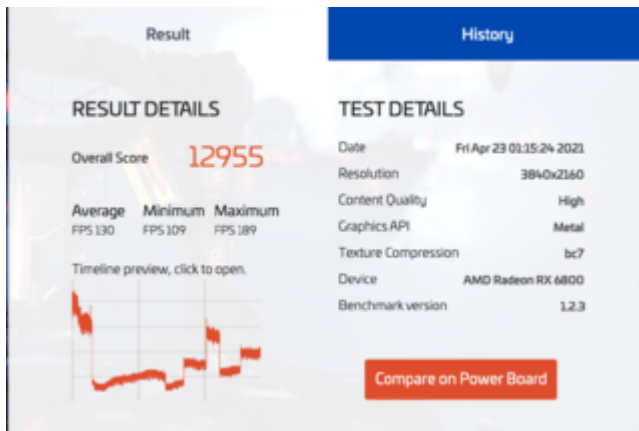 Result
History
RESULT DETAILS
Overall Score 12955
Average Minimum Maximum
FPS 130 FPS 109 FPS 189
Timeline preview, click to open.
TEST DETAILS
Date Fri Apr 23 01:15:24 2021
Resolution 3840x2160
Content Quality High
Graphics API Metal
Texture Compression bc7
Device AMD Radeon RX 6800
Benchmark version 1.2.3
Compare on Power Board